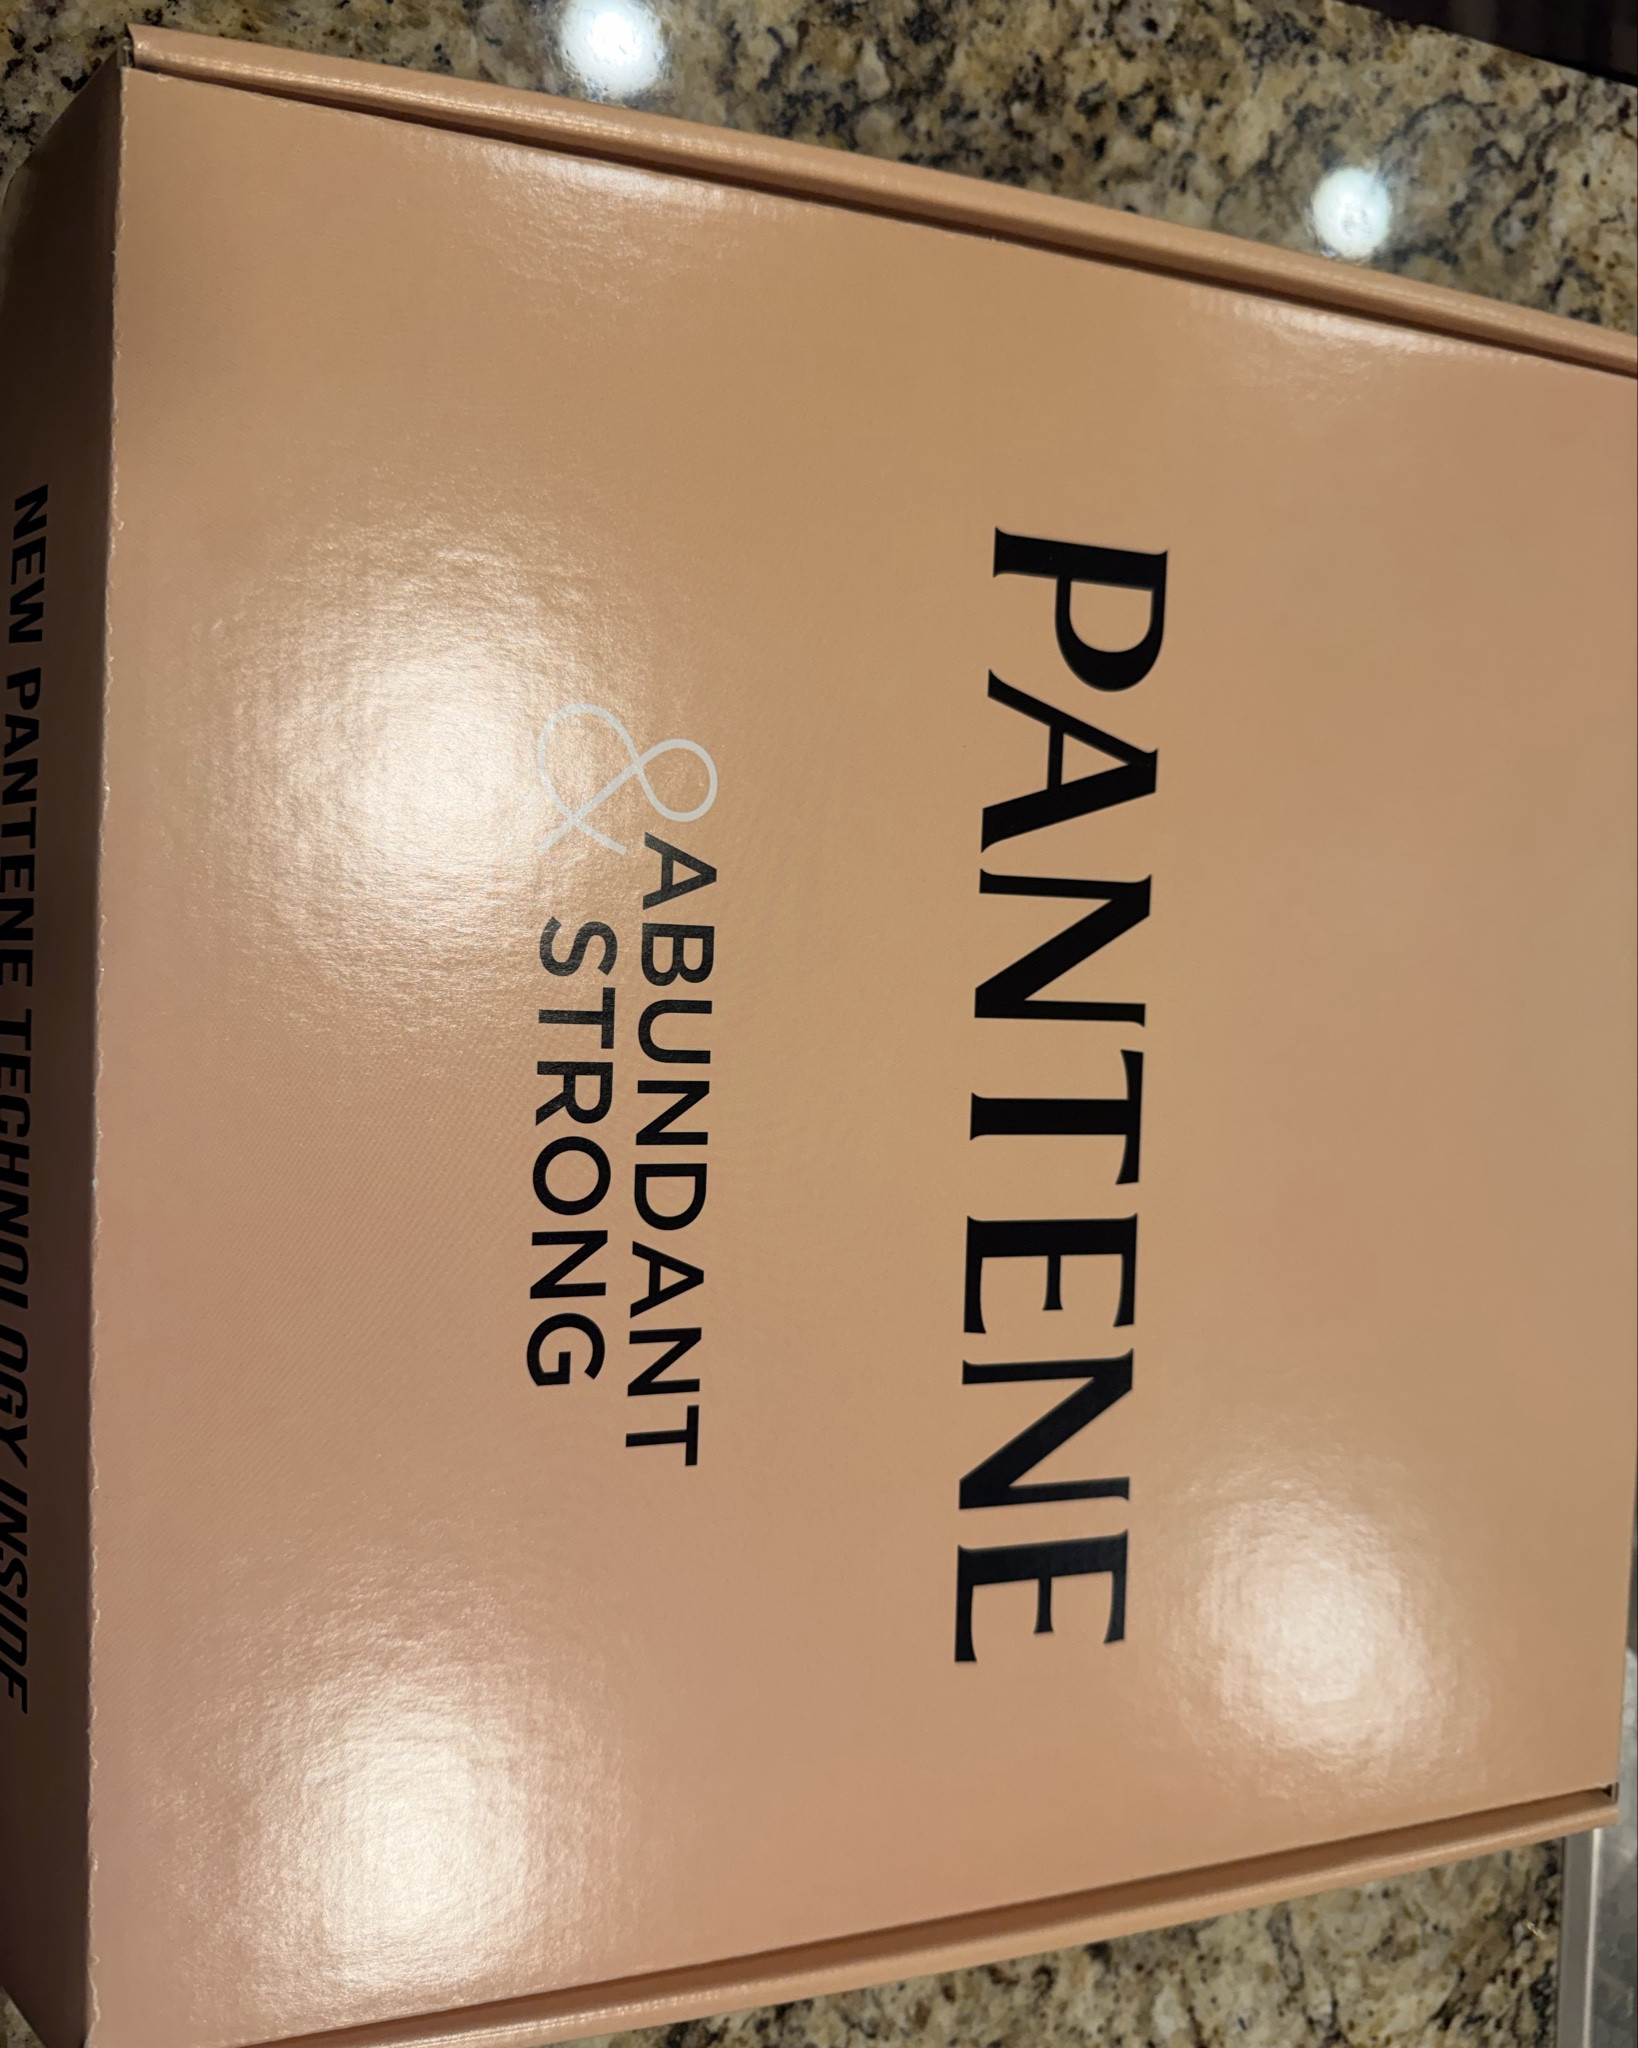 PANTENE
ABUNDANT
& STRONG
NEW PANTENE TECHNOLOGY INSIDE